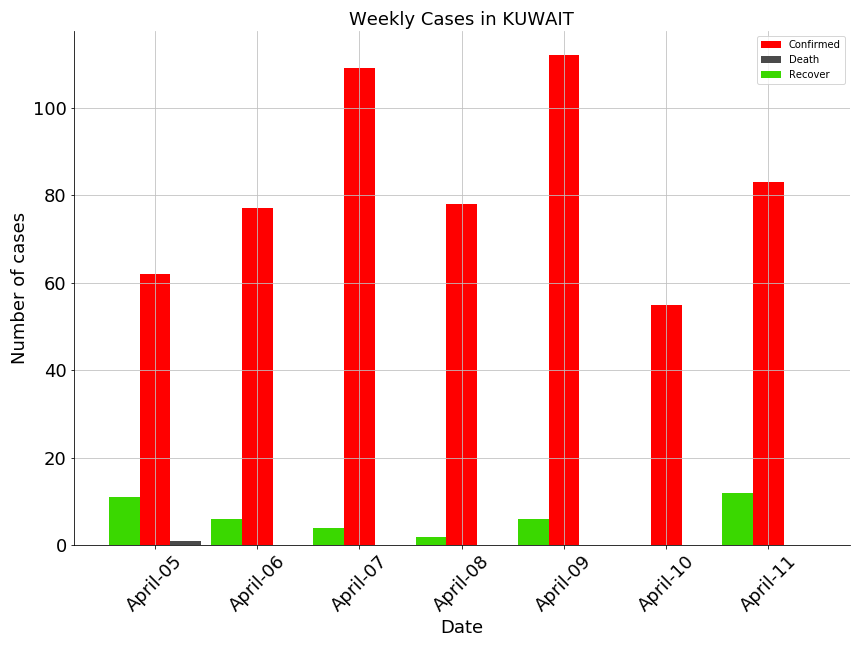 Weekly Cases in KUWAIT
Confirmed
Death
Recover
Number of cases
100
80
60
40
20
0
April-05
April-06
April-07
April-08
April-09
April-10
April-11
Date